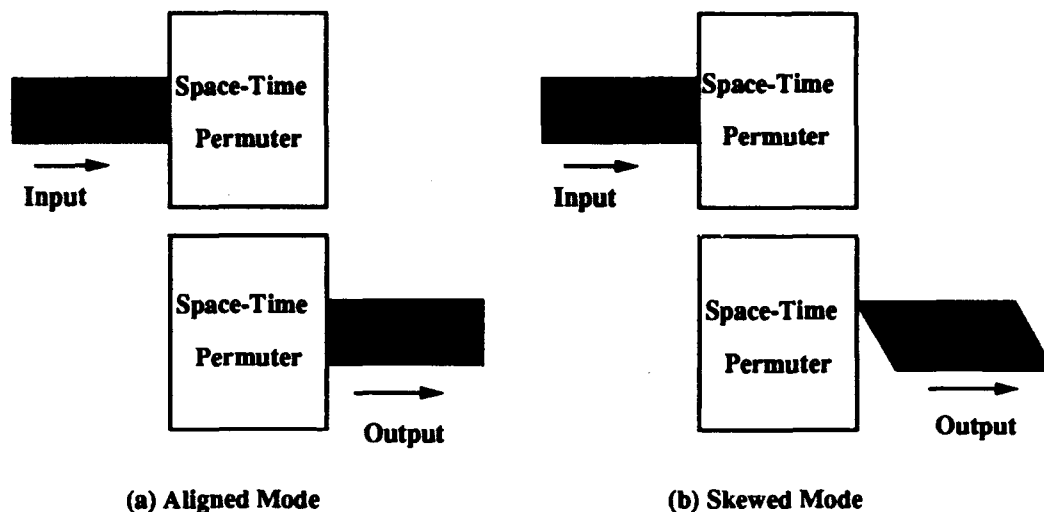 Space-Time
Permuter
Input
Space-Time
Permuter
Output
(a) Aligned Mode
Space-Time
Permuter
Input
Space-Time
Permuter
Output
(b) Skewed Mode